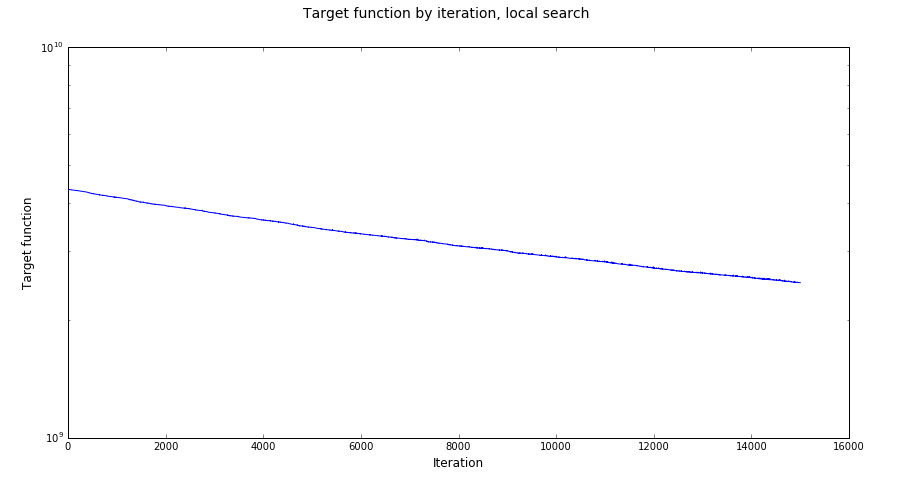 Target function by iteration, local search
10^10
Target function
10^9
0 2000 4000 6000 8000 10000 12000 14000 16000
Iteration